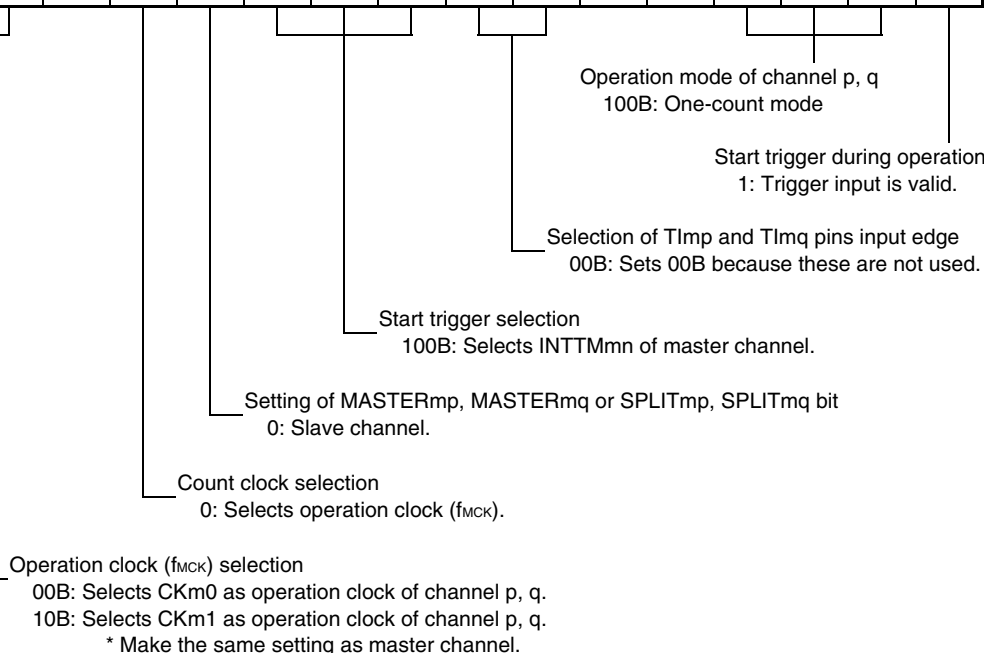 Operation mode of channel p, q
100B: One-count mode
Start trigger during operation
1: Trigger input is valid.
Selection of TImp and TImq pins input edge
00B: Sets 00B because these are not used.
Start trigger selection
100B: Selects INTTMmn of master channel.
Setting of MASTERmp, MASTERmq or SPLITmp, SPLITmq bit
0: Slave channel.
Count clock selection
0: Selects operation clock (fMCK).
Operation clock (fMCK) selection
00B: Selects CKm0 as operation clock of channel p, q.
10B: Selects CKm1 as operation clock of channel p, q.
* Make the same setting as master channel.